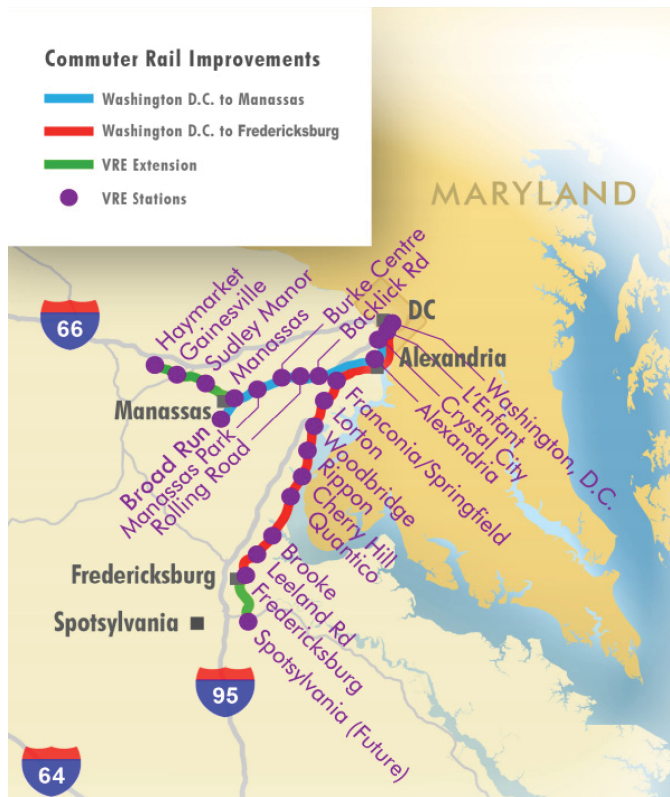 Commuter Rail Improvements
Washington D.C. to Manassas
Washington D.C. to Fredericksburg
VRE Extension
VRE Stations
MARYLAND
66
Haymarket
Gainesville
Sudley Manor
Manassas
Burke Centre
Backlick Rd
DC
Alexandria
Manassas
Broad Run
Manassas Park
Rolling Road
Washington, D.C.
L'Enfant
Crystal City
Alexandria
Franconia/Springfield
Lorton
Woodbridge
Rippon
Cherry Hill
Quantico
Brooke
Leeland Rd
Fredericksburg
Fredericksburg
Spotsylvania
Spotsylvania (Future)
95
64